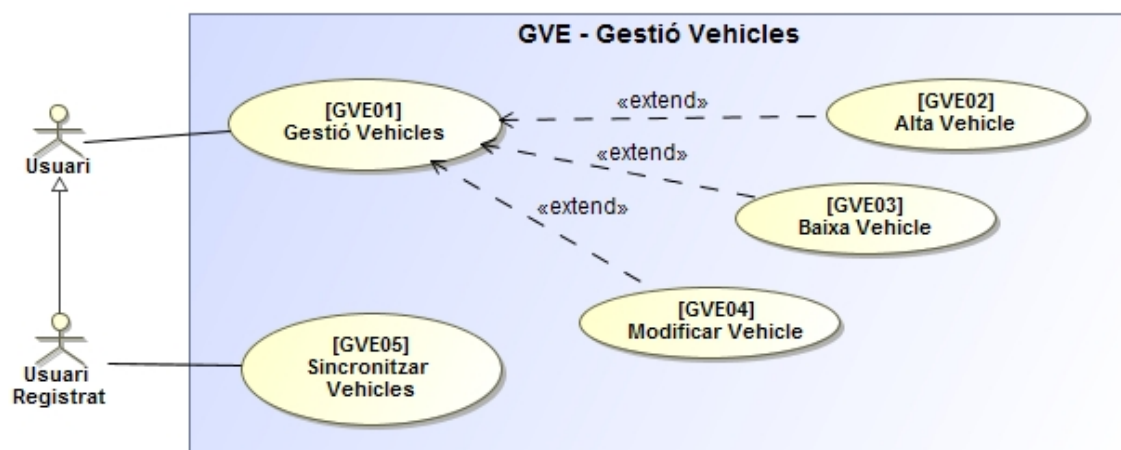 GVE - Gestió Vehicles
[GVE01]
Gestió Vehicles
«extend»
[GVE02]
Alta Vehicle
Usuari
«extend»
[GVE03]
Baixa Vehicle
«extend»
[GVE04]
Modificar Vehicle
Usuari
Registrat
[GVE05]
Sincronitzar
Vehicles